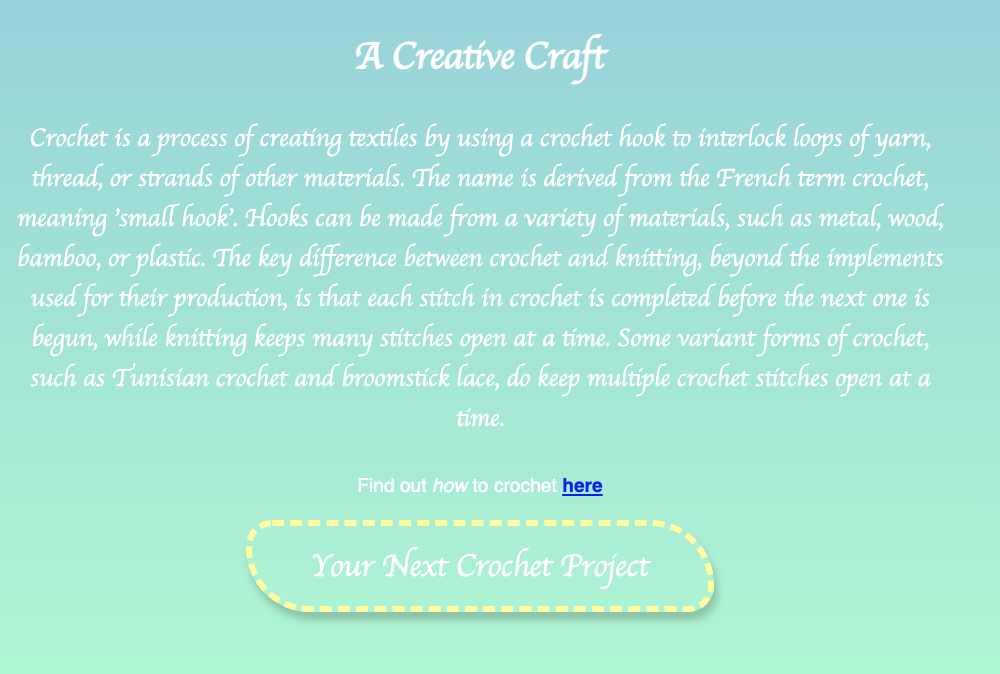 A Creative Craft
Crochet is a process of creating textiles by using a crochet hook to interlock loops of yarn,
thread, or strands of other materials. The name is derived from the French term crochet,
meaning 'small hook'. Hooks can be made from a variety of materials, such as metal, wood,
bamboo, or plastic. The key difference between crochet and knitting, beyond the implements
used for their production, is that each stitch in crochet is completed before the next one is
begun, while knitting keeps many stitches open at a time. Some variant forms of crochet,
such as Tunisian crochet and broomstick lace, do keep multiple crochet stitches open at a
time.
Find out how to crochet here
Your Next Crochet Project